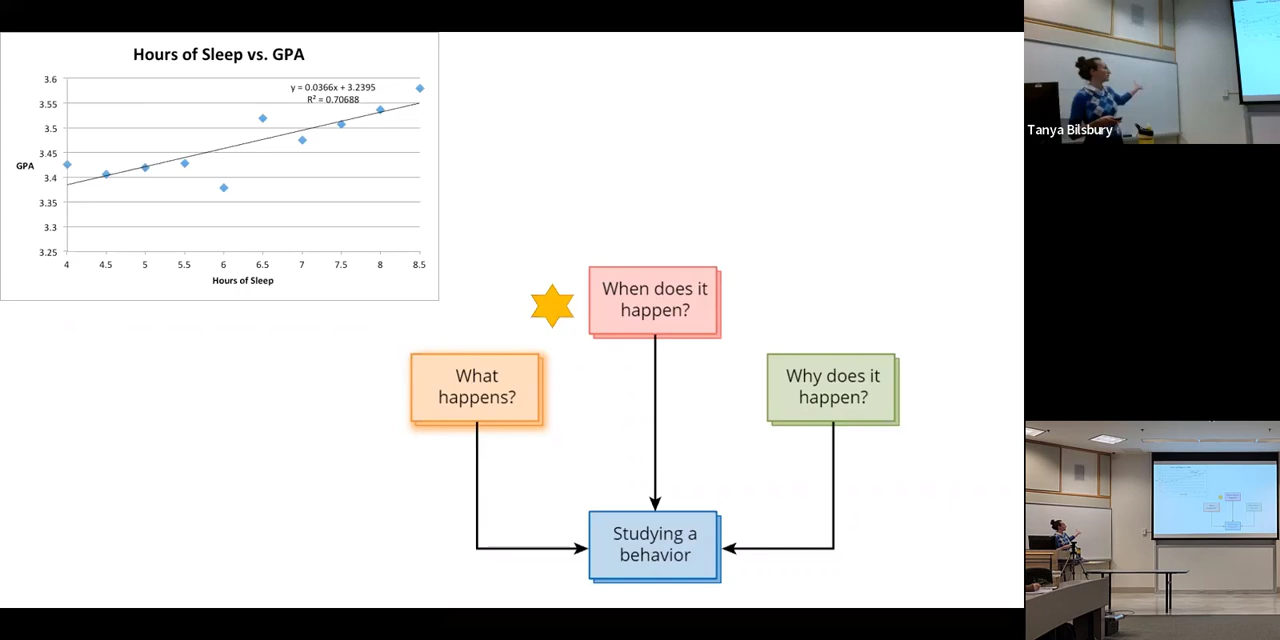 Hours of Sleep vs. GPA
y = 0.0366x + 3.2395
R² = 0.70688
3.6
3.55
3.5
3.45
3.4
3.35
3.3
3.25
GPA
4 4.5 5 5.5 6 6.5 7 7.5 8 8.5
Hours of Sleep
When does it
happen?
What
happens?
Why does it
happen?
Studying a
behavior
Tanya Bilsbury